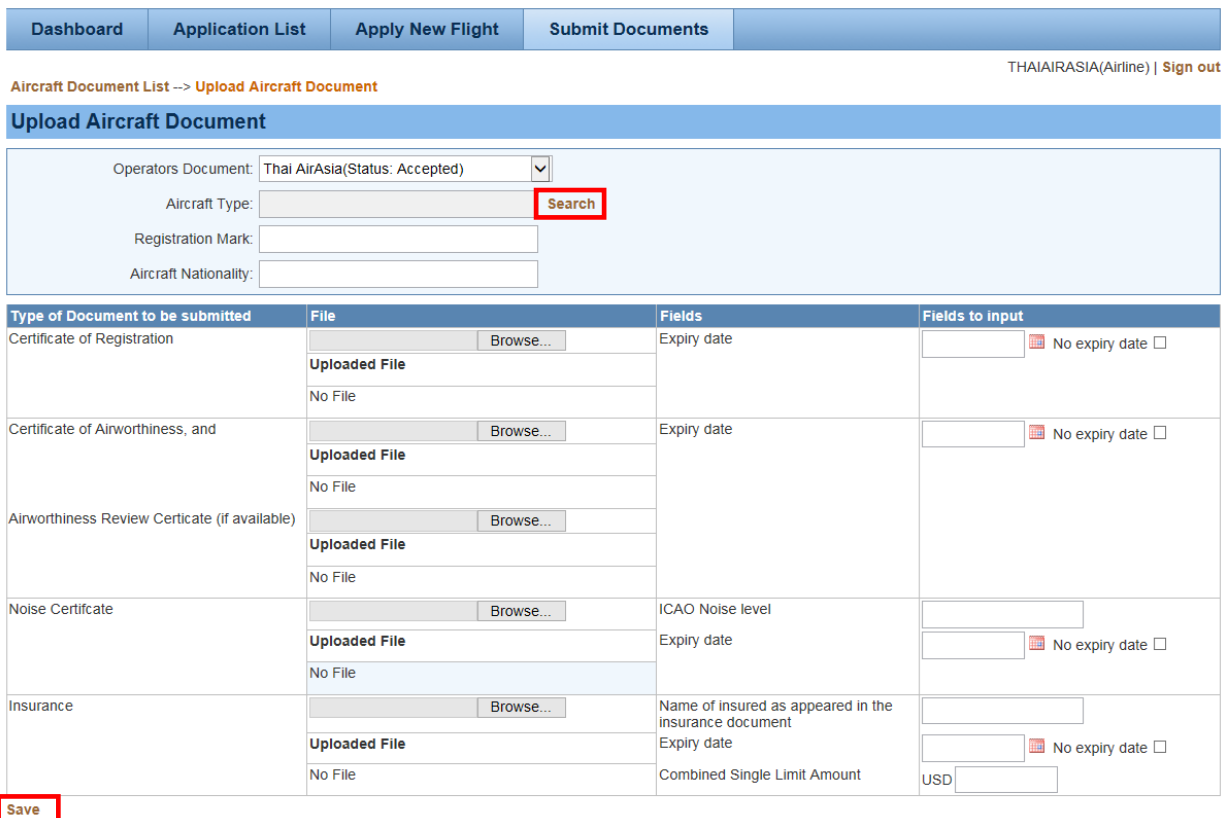 Dashboard Application List Apply New Flight Submit Documents
THAIAIRASIA(Airline) | Sign out
Aircraft Document List --> Upload Aircraft Document
Upload Aircraft Document
Operators Document: Thai AirAsia(Status: Accepted)
Aircraft Type: Search
Registration Mark:
Aircraft Nationality:
Type of Document to be submitted File Fields Fields to input
Certificate of Registration Browse... Expiry date No expiry date
Uploaded File
No File
Certificate of Airworthiness, and Browse... Expiry date No expiry date
Uploaded File
No File
Airworthiness Review Certicate (if available) Browse...
Uploaded File
No File
Noise Certifcate Browse... ICAO Noise level
Uploaded File Expiry date No expiry date
No File
Insurance Browse... Name of insured as appeared in the
insurance document
Uploaded File Expiry date No expiry date
No File Combined Single Limit Amount USD
Save